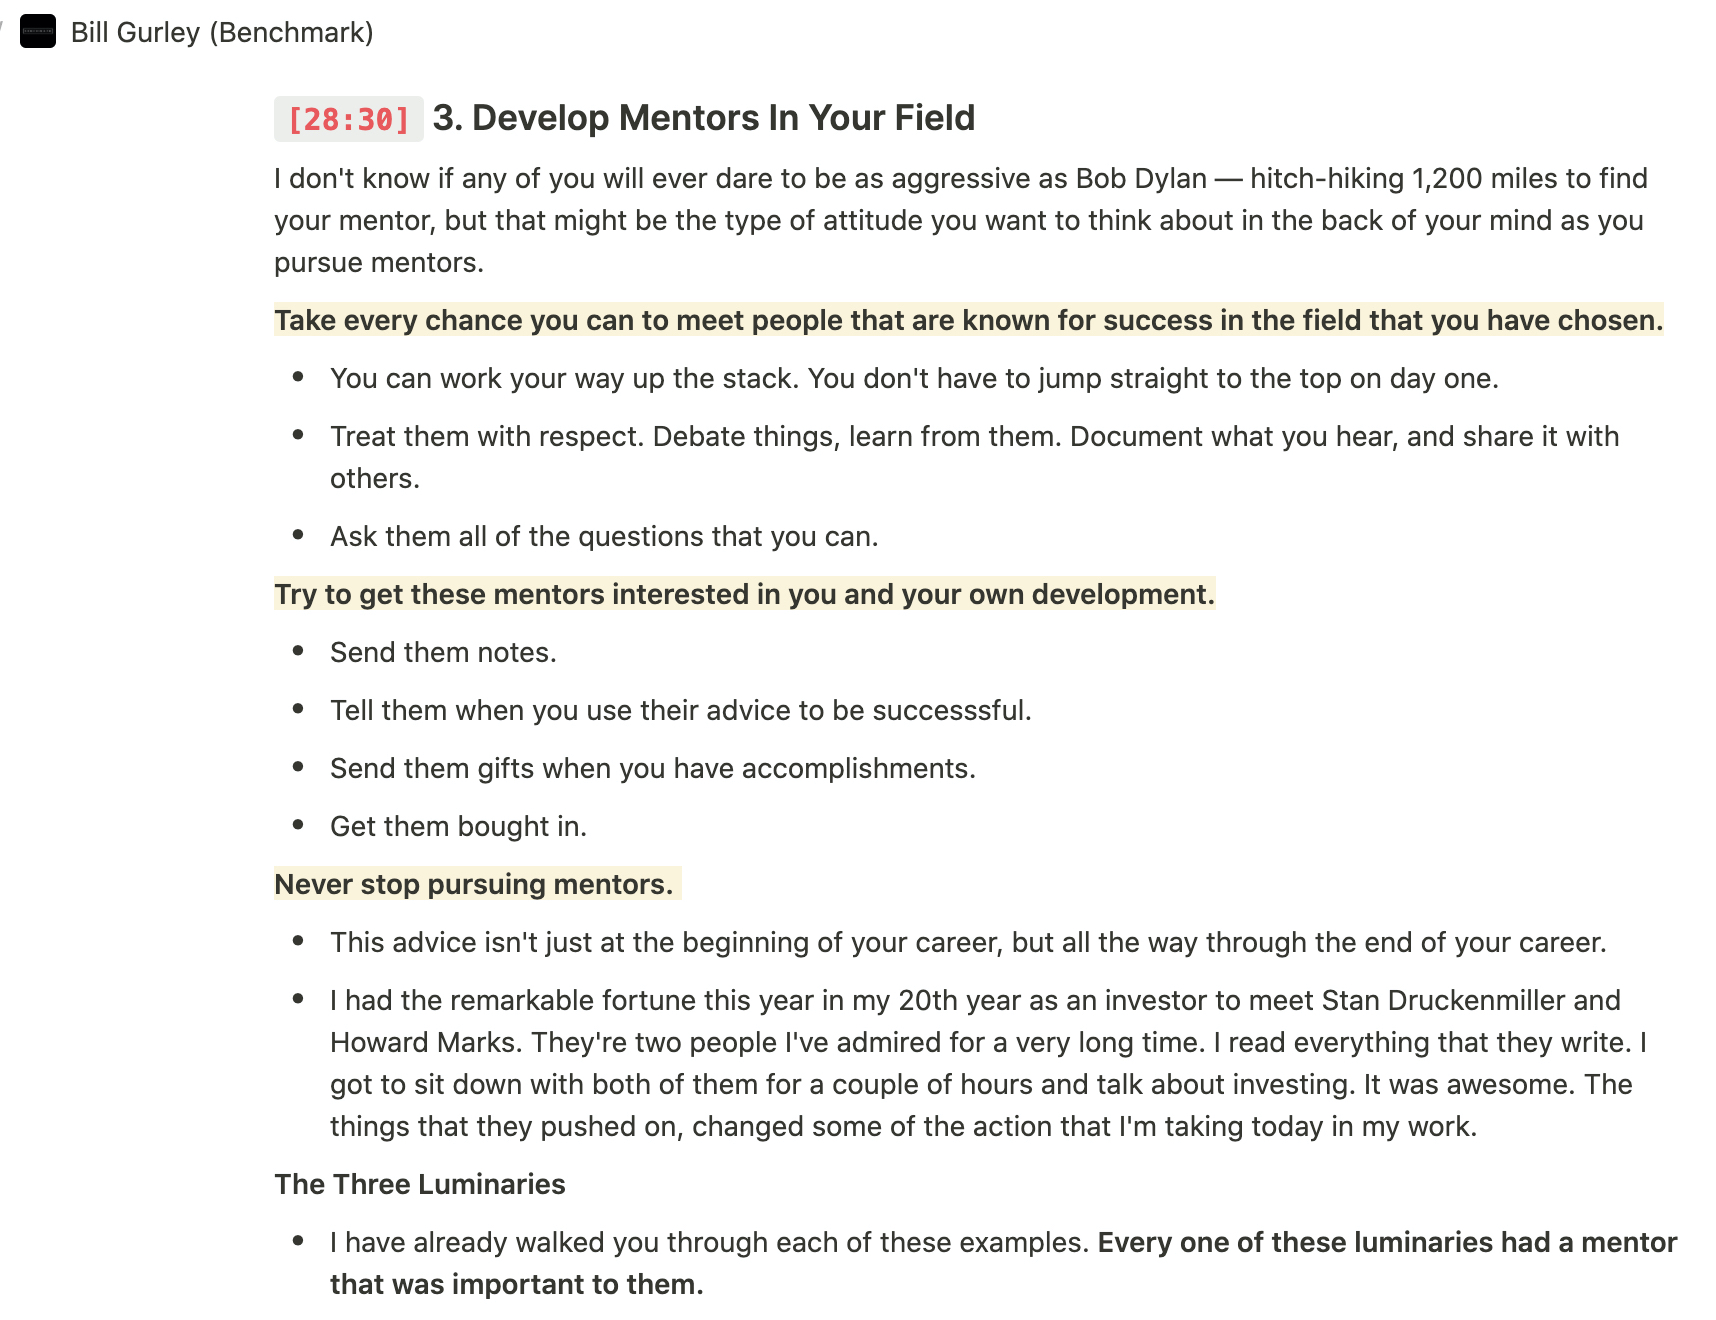 Bill Gurley (Benchmark)
[28:30] 3. Develop Mentors In Your Field
I don't know if any of you will ever dare to be as aggressive as Bob Dylan — hitch-hiking 1,200 miles to find
your mentor, but that might be the type of attitude you want to think about in the back of your mind as you
pursue mentors.
Take every chance you can to meet people that are known for success in the field that you have chosen.
• You can work your way up the stack. You don't have to jump straight to the top on day one.
• Treat them with respect. Debate things, learn from them. Document what you hear, and share it with
others.
• Ask them all of the questions that you can.
Try to get these mentors interested in you and your own development.
• Send them notes.
• Tell them when you use their advice to be successsful.
• Send them gifts when you have accomplishments.
• Get them bought in.
Never stop pursuing mentors.
• This advice isn't just at the beginning of your career, but all the way through the end of your career.
• I had the remarkable fortune this year in my 20th year as an investor to meet Stan Druckenmiller and
Howard Marks. They're two people I've admired for a very long time. I read everything that they write. I
got to sit down with both of them for a couple of hours and talk about investing. It was awesome. The
things that they pushed on, changed some of the action that I'm taking today in my work.
The Three Luminaries
• I have already walked you through each of these examples. Every one of these luminaries had a mentor
that was important to them.